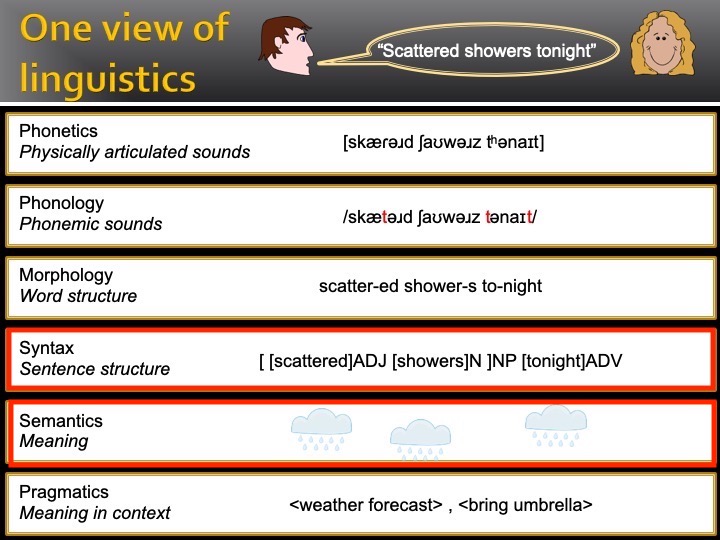 One view of
linguistics
“Scattered showers tonight”
Phonetics
Physically articulated sounds
[skæɾəɹd ʃaʊwəɹz tʰənaɪt]
Phonology
Phonemic sounds
/skætəɹd ʃaʊwəɹz tənaɪt/
Morphology
Word structure
scatter-ed shower-s to-night
Syntax
Sentence structure
[ [scattered]ADJ [showers]N ]NP [tonight]ADV
Semantics
Meaning
Pragmatics
Meaning in context
<weather forecast> , <bring umbrella>